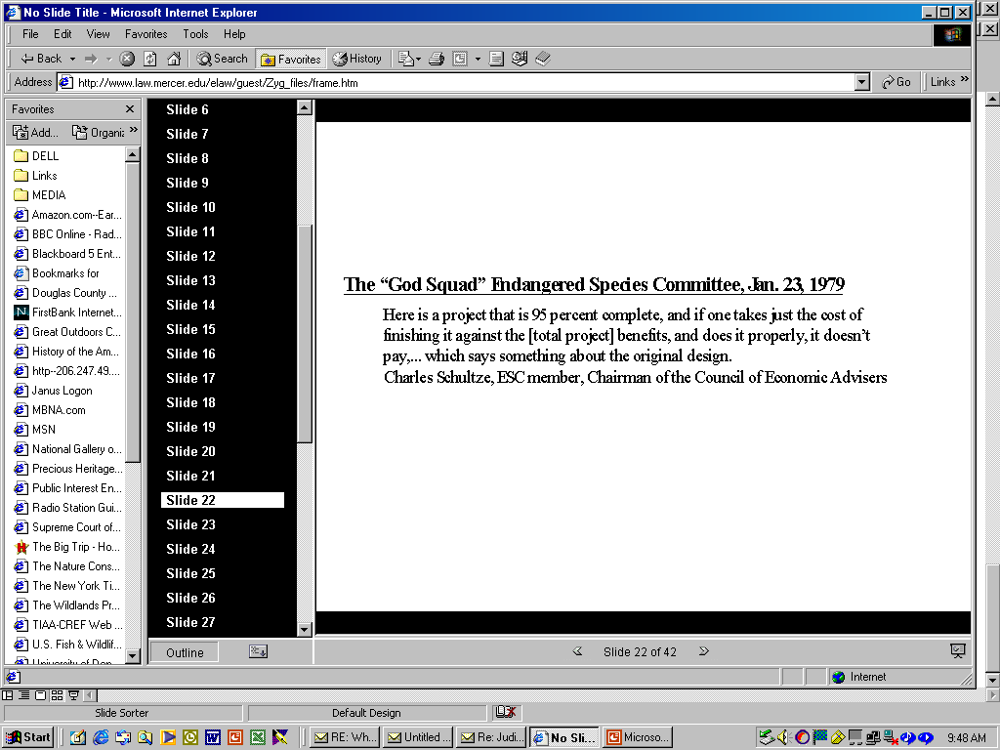 No Slide Title - Microsoft Internet Explorer
File Edit View Favorites Tools Help
Back Search Favorites History
Address http://www.law.mercer.edu/elaw/guest/Zyg_files/frame.htm Go Links »
Favorites
Add... Organiz »
DELL
Links
MEDIA
Amazon.com--Ear...
BBC Online - Rad...
Blackboard 5 Ent...
Bookmarks for
Douglas County ...
FirstBank Internet...
Great Outdoors C...
History of the Am...
http--206.247.49....
Janus Logon
MBNA.com
MSN
National Gallery o...
Precious Heritage...
Public Interest En...
Radio Station Gui...
Supreme Court of...
The Big Trip - Ho...
The Nature Cons...
The New York Ti...
The Wildlands Pr...
TIAA-CREF Web ...
U.S. Fish & Wildlif...
Slide 6
Slide 7
Slide 8
Slide 9
Slide 10
Slide 11
Slide 12
Slide 13
Slide 14
Slide 15
Slide 16
Slide 17
Slide 18
Slide 19
Slide 20
Slide 21
Slide 22
Slide 23
Slide 24
Slide 25
Slide 26
Slide 27
The “God Squad” Endangered Species Committee, Jan. 23, 1979
Here is a project that is 95 percent complete, and if one takes just the cost of
finishing it against the [total project] benefits, and does it properly, it doesn’t
pay,... which says something about the original design.
Charles Schultze, ESC member, Chairman of the Council of Economic Advisers
Outline
Slide 22 of 42
Internet
Slide Sorter Default Design
Start RE: Wh... Untitled ... Re: Judi... No Sli... Microso... 9:48 AM